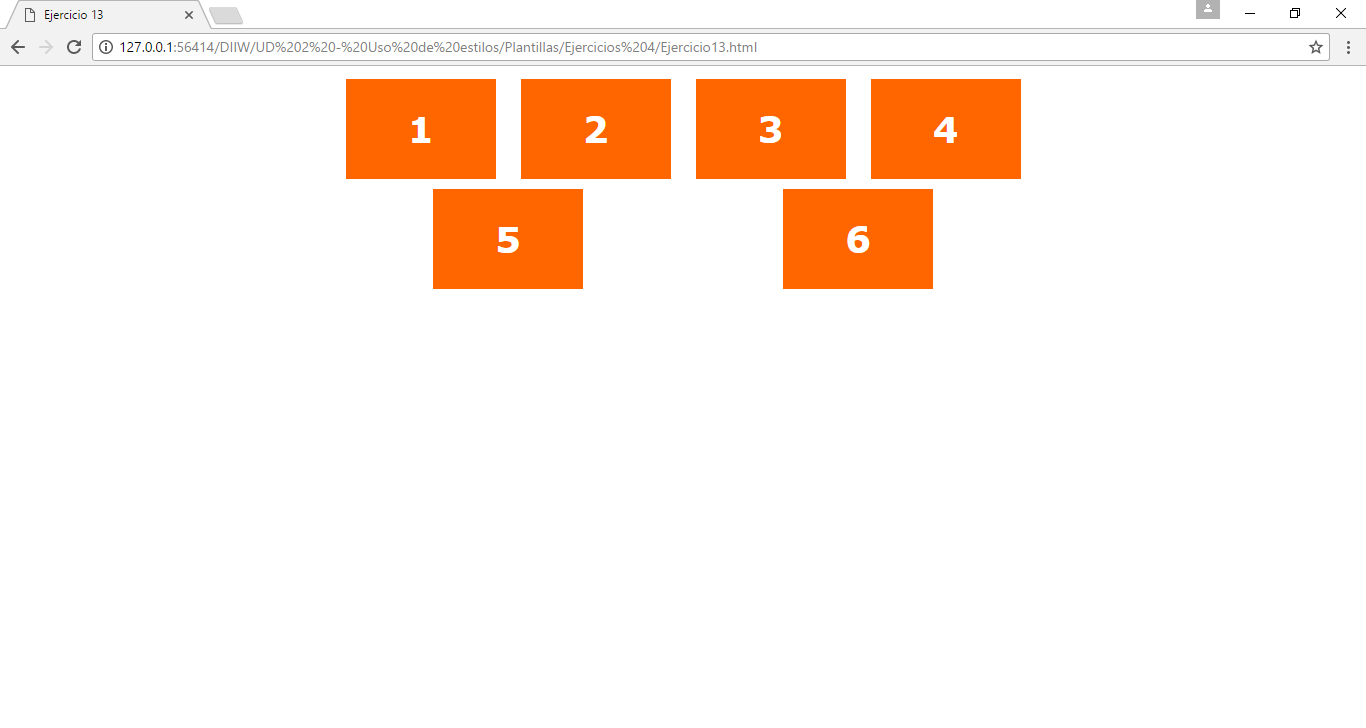 Ejercicio 13
127.0.0.1:56414/DIIW/UD%202%20-%20Uso%20de%20estilos/Plantillas/Ejercicios%204/Ejercicio13.html
1 2 3 4
5 6